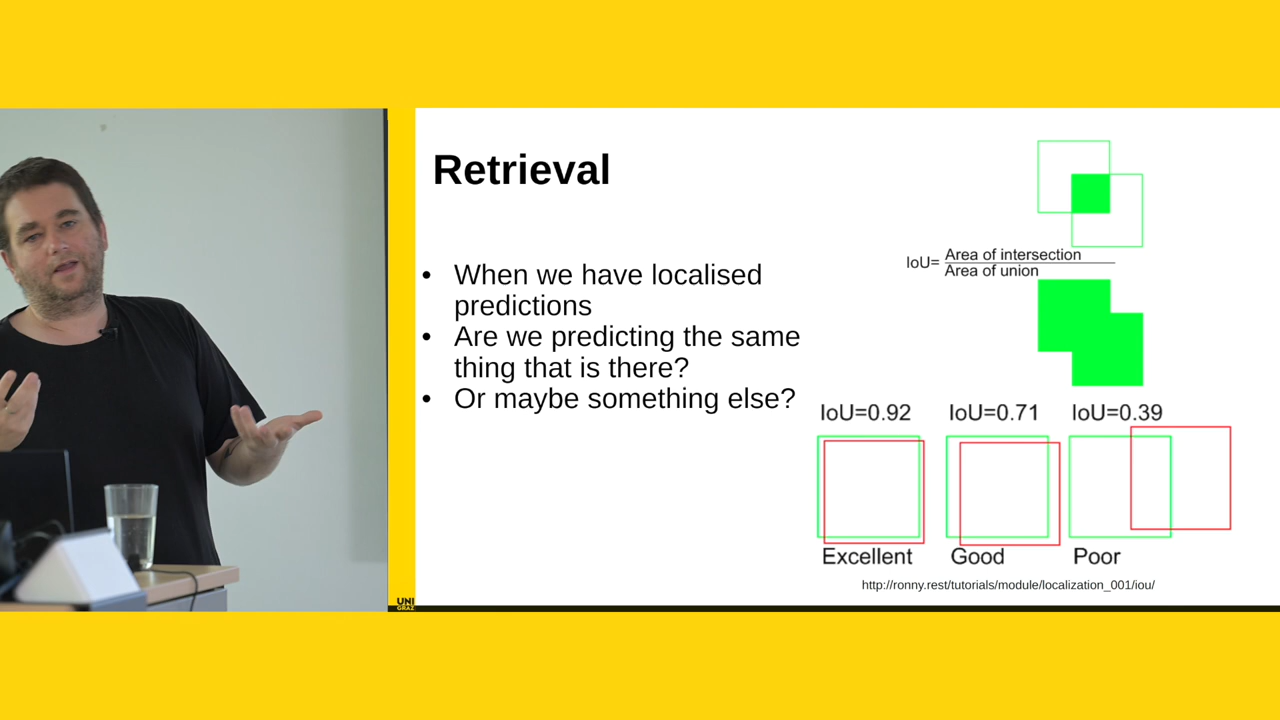 Retrieval
• When we have localised
predictions
• Are we predicting the same
thing that is there?
• Or maybe something else?
IoU= Area of intersection
Area of union
IoU=0.92 IoU=0.71 IoU=0.39
Excellent Good Poor
http://ronny.rest/tutorials/module/localization_001/iou/
UNI
GRAZ